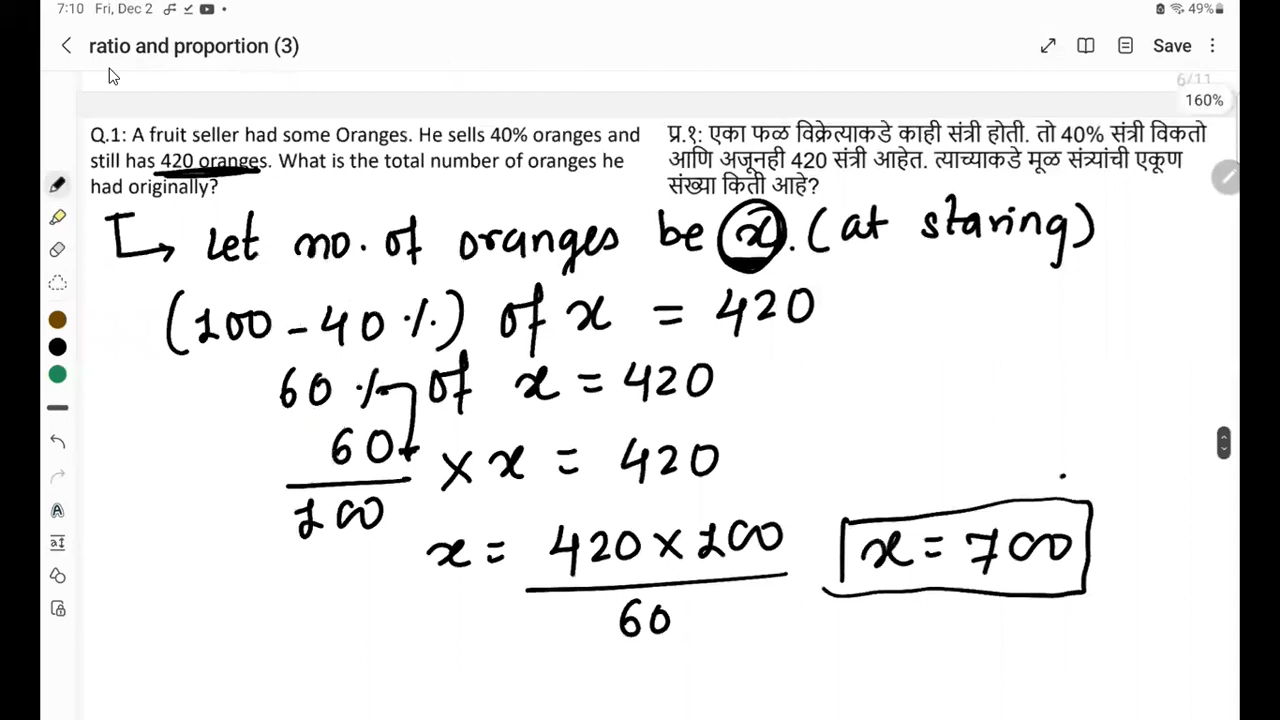 7:10 Fri, Dec 2 49%
ratio and proportion (3) Save
6/11
160%
Q.1: A fruit seller had some Oranges. He sells 40% oranges and
still has 420 oranges. What is the total number of oranges he
had originally?
प्र.१: एका फळ विक्रेत्याकडे काही संत्री होती. तो 40% संत्री विकतो
आणि अजूनही 420 संत्री आहेत. त्याच्याकडे मूळ संत्र्यांची एकूण
संख्या किती आहे?
Let no. of oranges be x. (at staring)
(100 - 40 %) of x = 420
60 % of x = 420
60
100
× x = 420
x = 420 × 100
60
x = 700